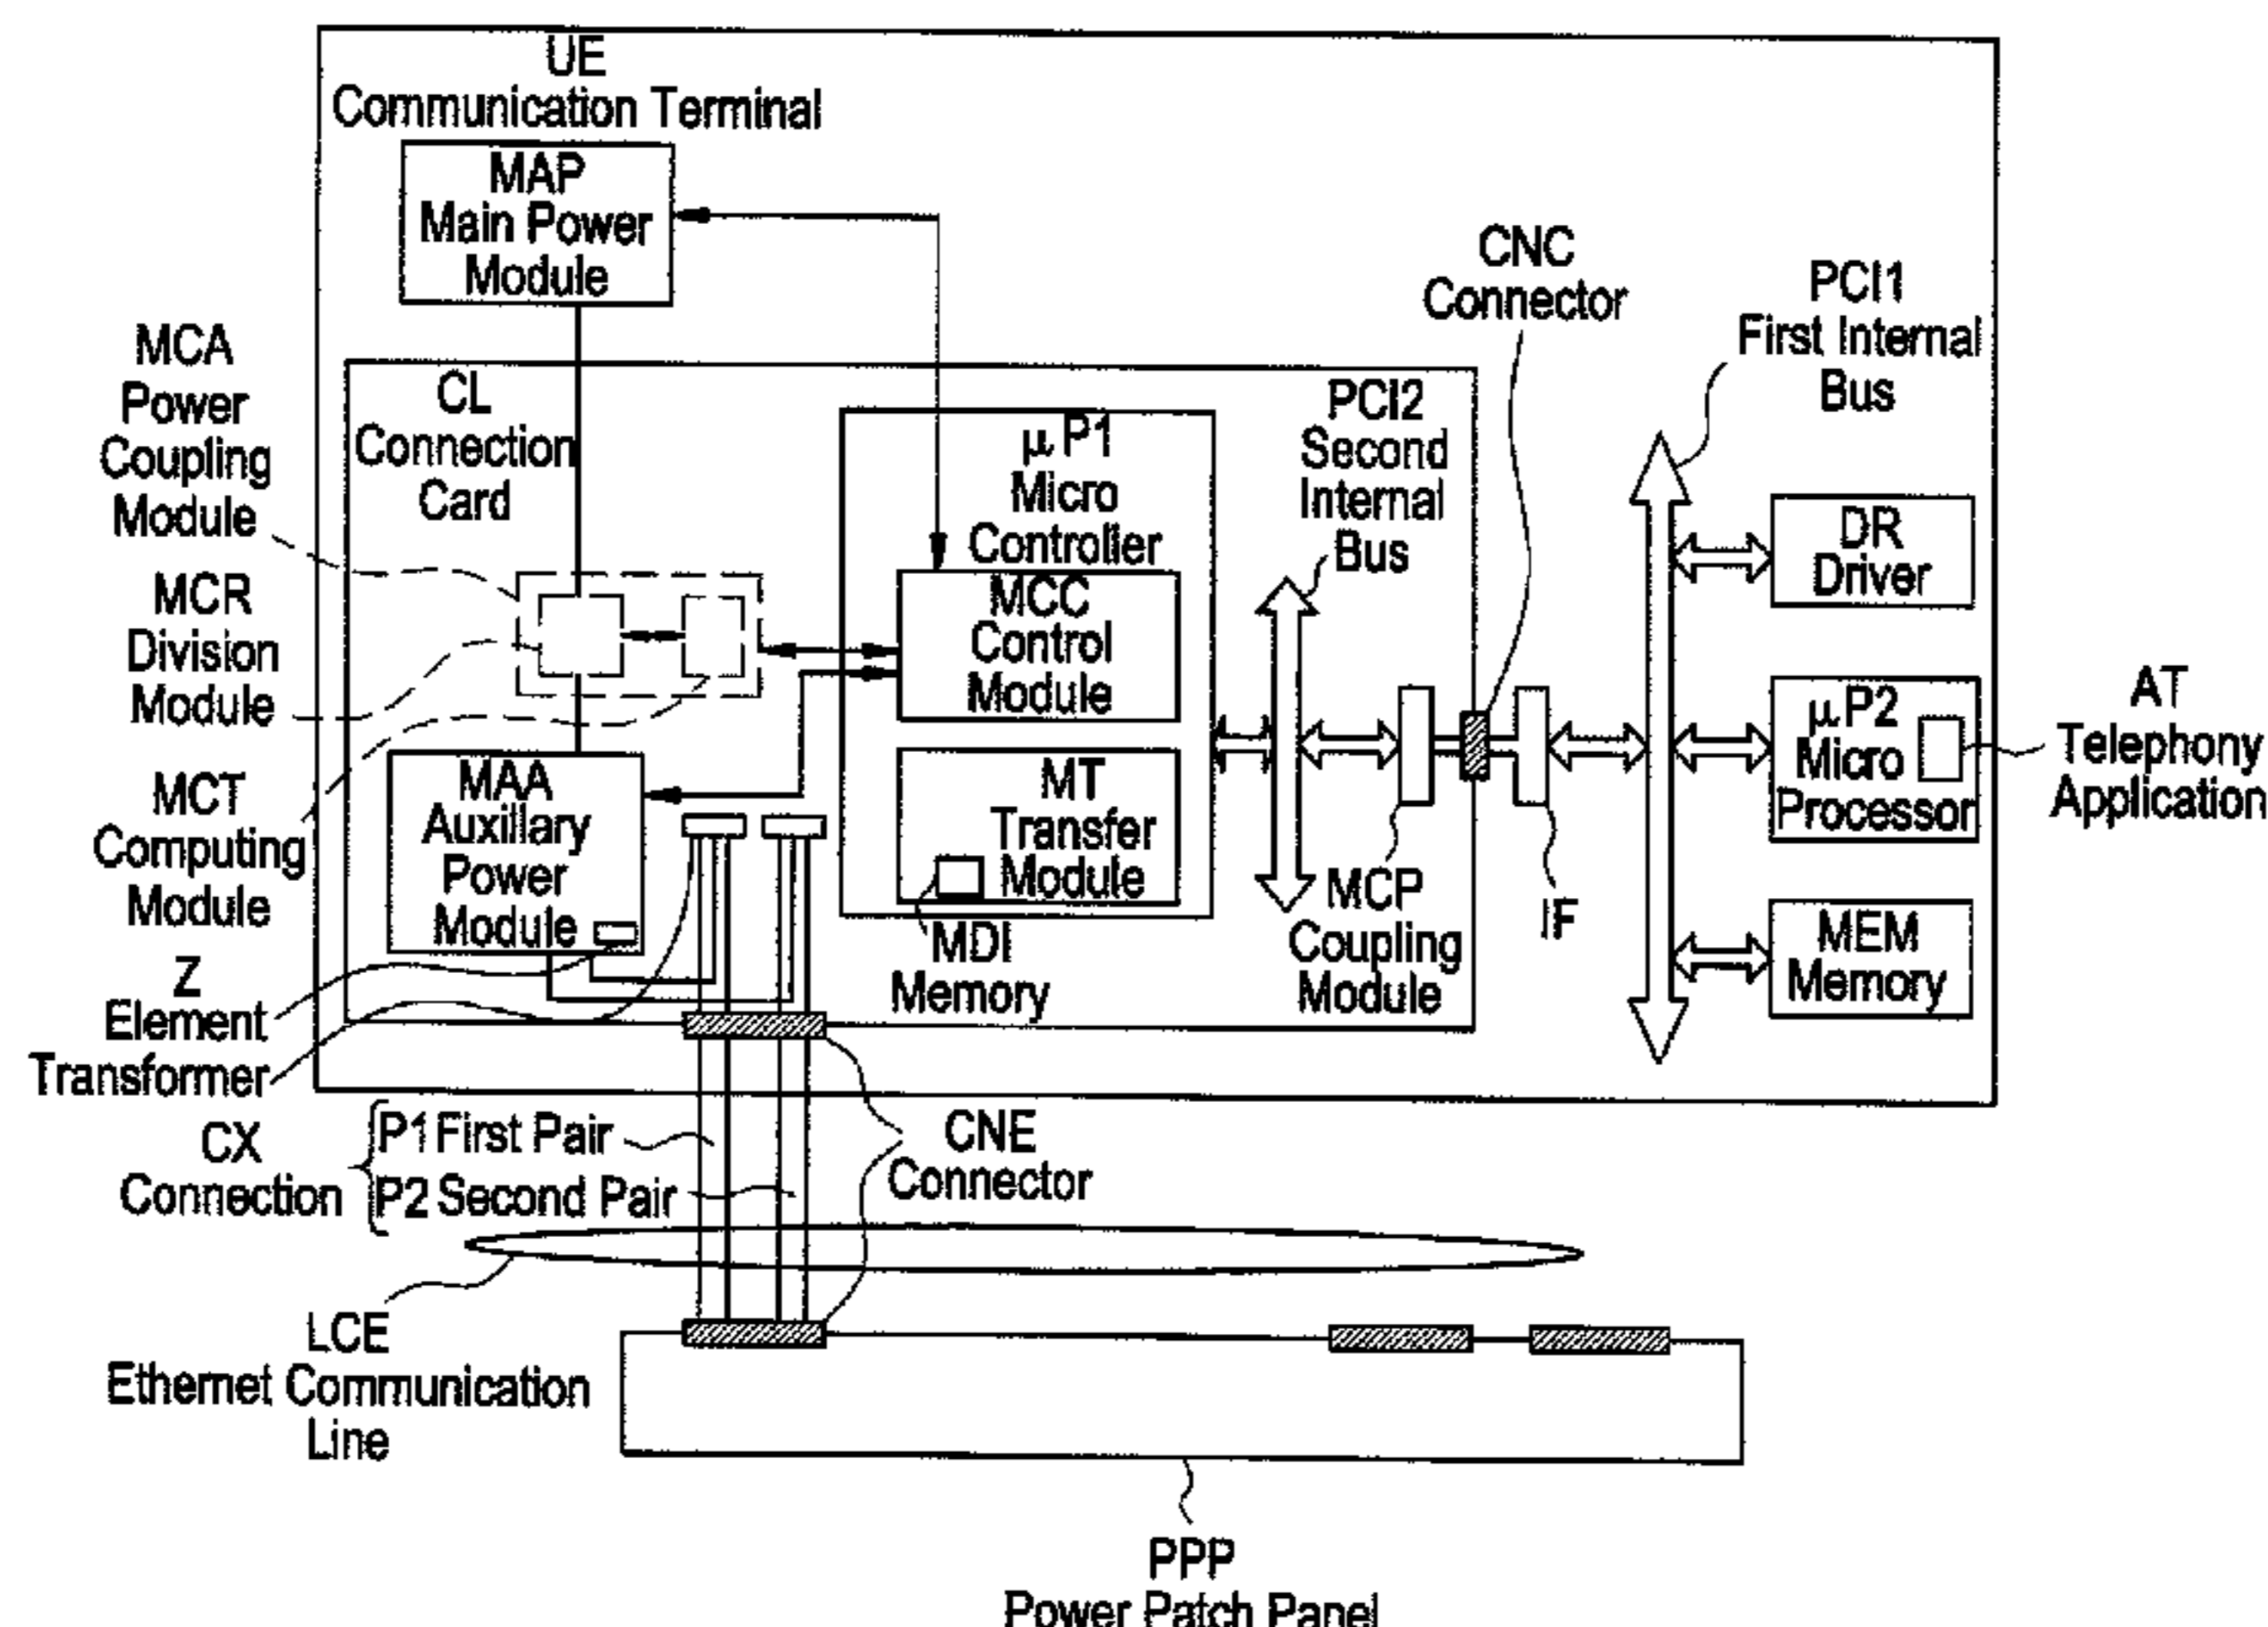 UE
Communication Terminal
MAP
Main Power
Module
CNC
Connector
PCI1
First Internal
Bus
MCA
Power
Coupling
Module
CL
Connection
Card
μP1
Micro
Controller
PCI2
Second
Internal
Bus
DR
Driver
MCR
Division
Module
MCC
Control
Module
μP2
Micro
Processor
AT
Telephony
Application
MCT
Computing
Module
MAA
Auxillary
Power
Module
MT
Transfer
Module
MCP
Coupling
Module
IF
MEM
Memory
MDI
Memory
Z
Element
Transformer
CX
Connection
P1 First Pair
P2 Second Pair
CNE
Connector
LCE
Ethernet Communication
Line
PPP
Power Patch Panel